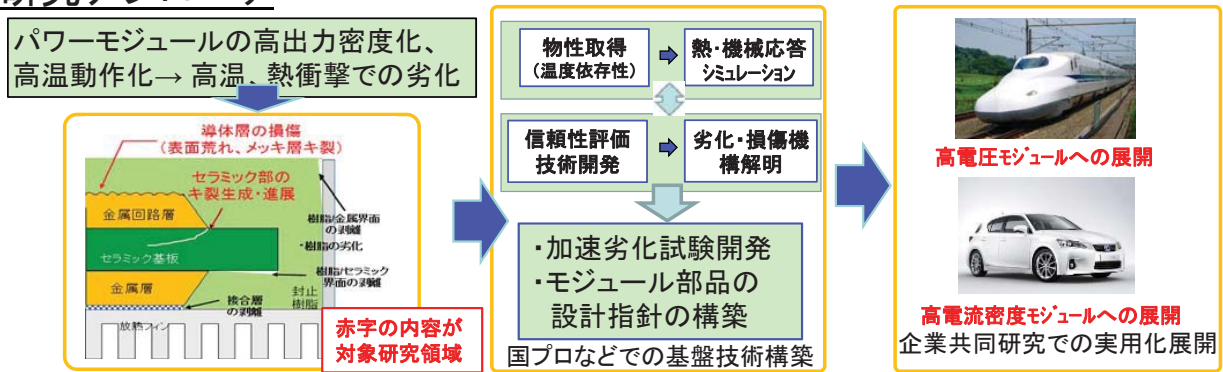 パワーモジュールの高出力密度化、
高温動作化→ 高温、熱衝撃での劣化
導体層の損傷
(表面荒れ、メッキ層キ裂)
セラミック部の
キ裂生成・進展
金属回路層
樹脂/金属界面
の剥離
・樹脂の劣化
セラミック基板
樹脂/セラミック
界面の剥離
金属層
封止
樹脂
接合層
の剥離
放熱フィン
赤字の内容が
対象研究領域
物性取得
(温度依存性)
熱・機械応答
シミュレーション
信頼性評価
技術開発
劣化・損傷機
構解明
・加速劣化試験開発
・モジュール部品の
設計指針の構築
国プロなどでの基盤技術構築
高電圧モジュールへの展開
高電流密度モジュールへの展開
企業共同研究での実用化展開